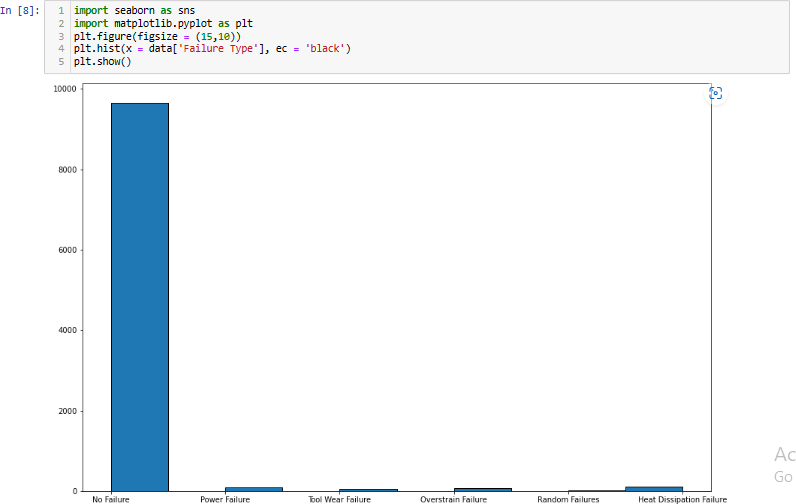 In [8]:
1 import seaborn as sns
2 import matplotlib.pyplot as plt
3 plt.figure(figsize = (15,10))
4 plt.hist(x = data['Failure Type'], ec = 'black')
5 plt.show()
10000
8000
6000
4000
2000
0
No Failure Power Failure Tool Wear Failure Overstrain Failure Random Failures Heat Dissipation Failure
Ac
Go